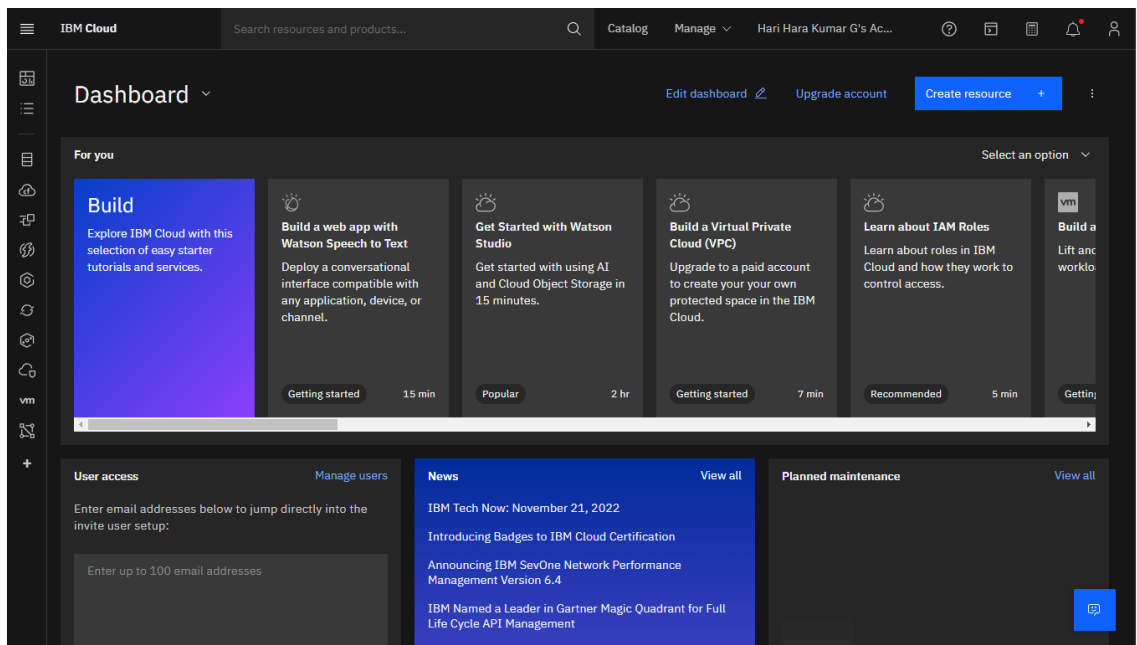 IBM Cloud
Search resources and products...
Catalog
Manage
Hari Hara Kumar G's Ac...
Dashboard
Edit dashboard
Upgrade account
Create resource +
For you
Select an option
Build
Explore IBM Cloud with this
selection of easy starter
tutorials and services.
Build a web app with
Watson Speech to Text
Deploy a conversational
interface compatible with
any application, device, or
channel.
Getting started
15 min
Get Started with Watson
Studio
Get started with using AI
and Cloud Object Storage in
15 minutes.
Popular
2 hr
Build a Virtual Private
Cloud (VPC)
Upgrade to a paid account
to create your your own
protected space in the IBM
Cloud.
Getting started
7 min
Learn about IAM Roles
Learn about roles in IBM
Cloud and how they work to
control access.
Recommended
5 min
vm
Build a
Lift and
vm
User access
Manage users
Enter email addresses below to jump directly into the
invite user setup:
Enter up to 100 email addresses
News
View all
IBM Tech Now: November 21, 2022
Introducing Badges to IBM Cloud Certification
Announcing IBM SevOne Network Performance
Management Version 6.4
IBM Named a Leader in Gartner Magic Quadrant for Full
Life Cycle API Management
Planned maintenance
View all